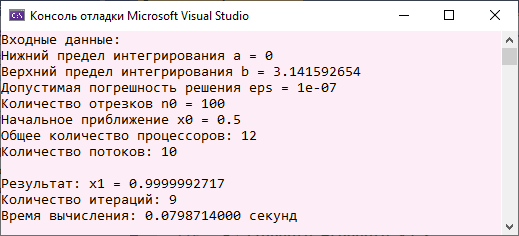 Консоль отладки Microsoft Visual Studio
Входные данные:
Нижний предел интегрирования a = 0
Верхний предел интегрирования b = 3.141592654
Допустимая погрешность решения eps = 1e-07
Количество отрезков n0 = 100
Начальное приближение x0 = 0.5
Общее количество процессоров: 12
Количество потоков: 10
Результат: x1 = 0.9999992717
Количество итераций: 9
Время вычисления: 0.0798714000 секунд